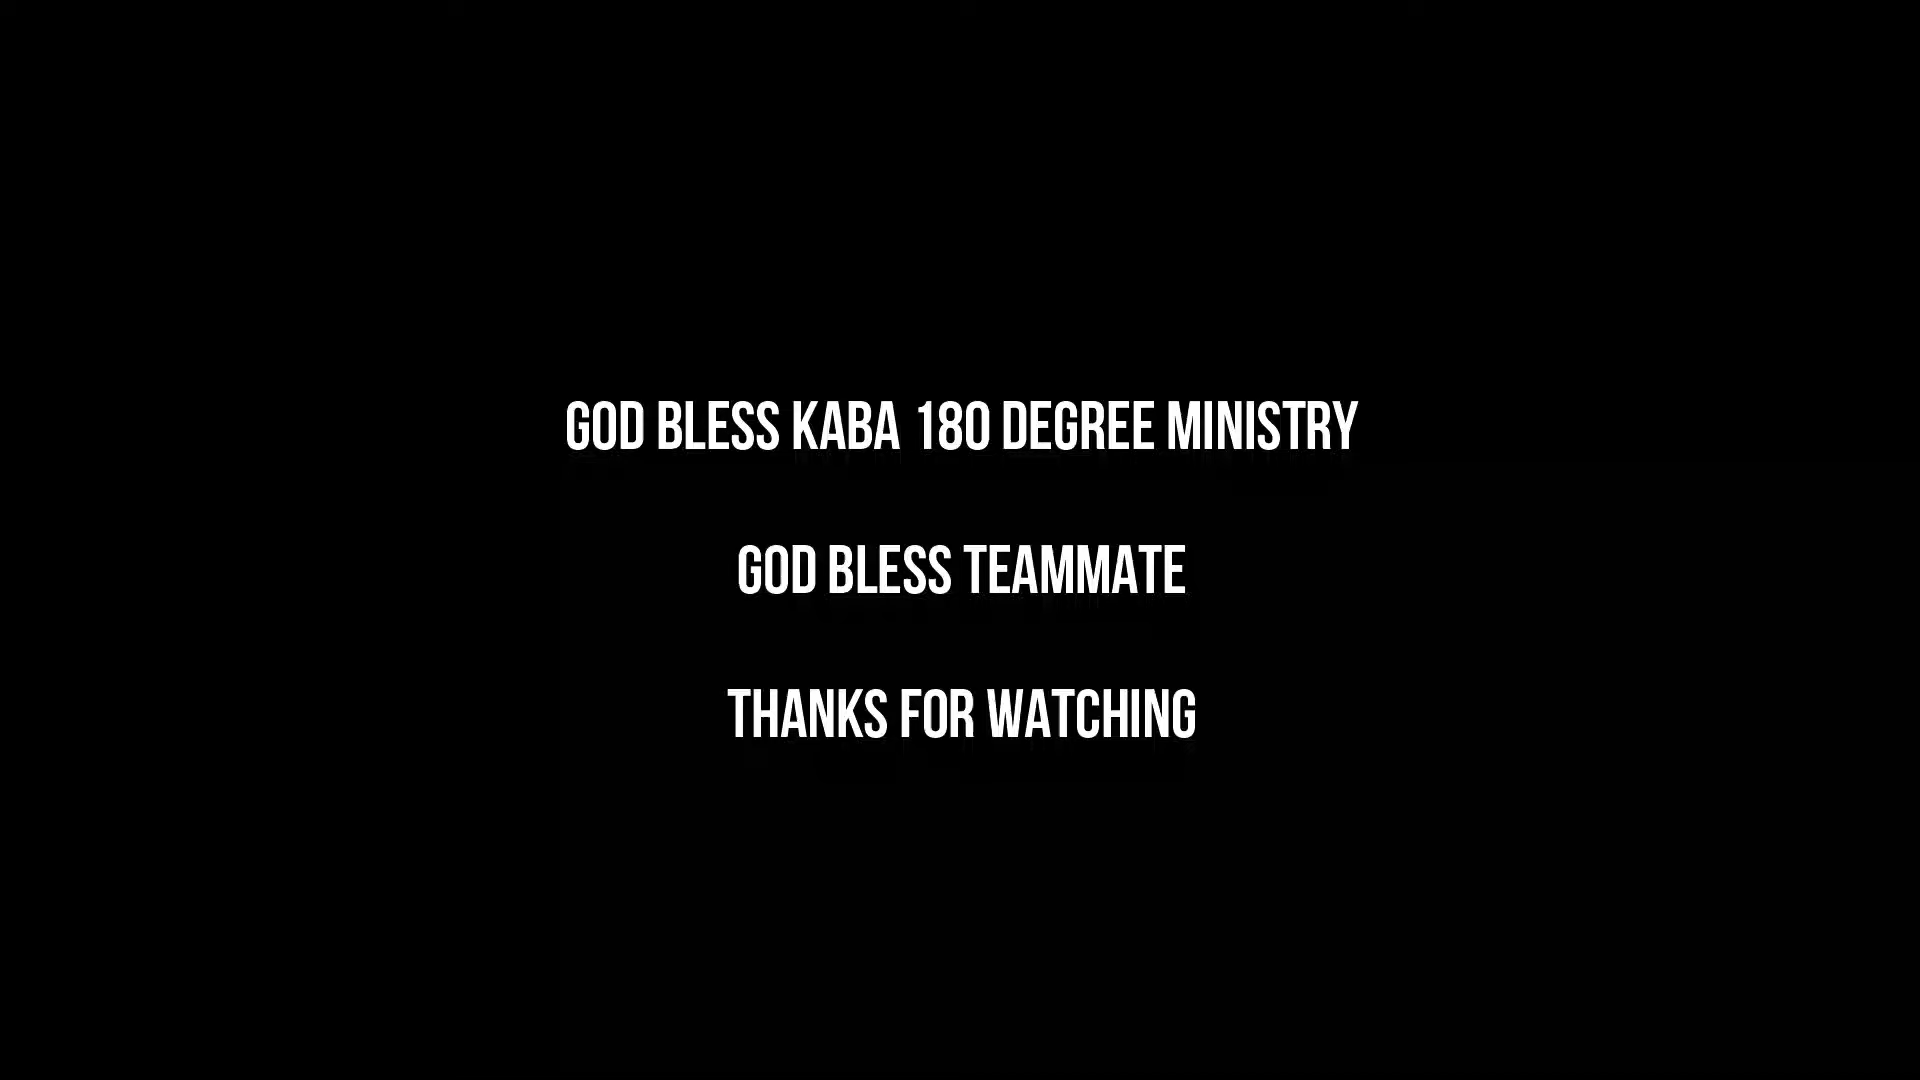 GOD BLESS KABA 180 DEGREE MINISTRY
GOD BLESS TEAMMATE
THANKS FOR WATCHING